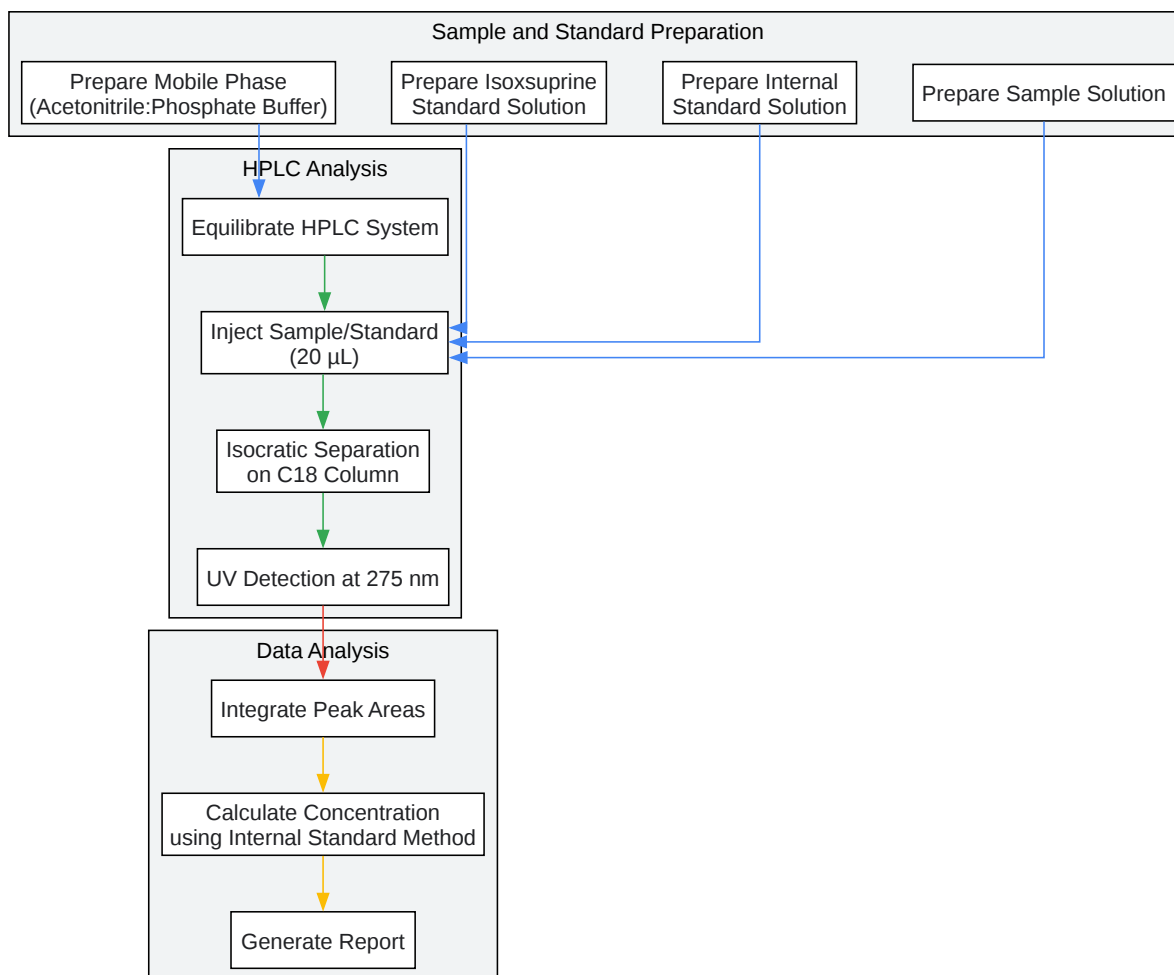 Sample and Standard Preparation
Prepare Mobile Phase
(Acetonitrile:Phosphate Buffer)
Prepare Isoxsuprine
Standard Solution
Prepare Internal
Standard Solution
Prepare Sample Solution
HPLC Analysis
Equilibrate HPLC System
Inject Sample/Standard
(20 µL)
Isocratic Separation
on C18 Column
UV Detection at 275 nm
Data Analysis
Integrate Peak Areas
Calculate Concentration
using Internal Standard Method
Generate Report